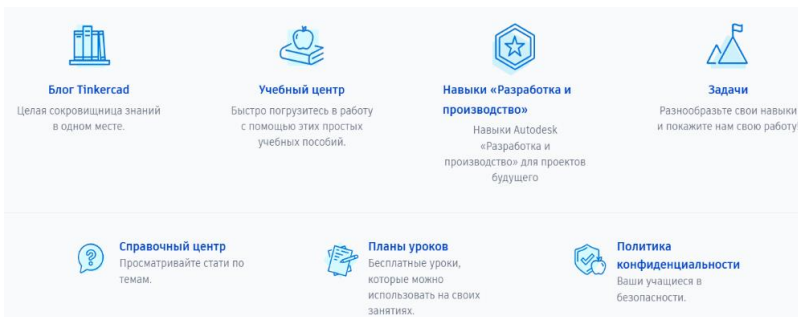 Блог Tinkercad
Целая сокровищница знаний
в одном месте.
Учебный центр
Быстро погрузитесь в работу
с помощью этих простых
учебных пособий.
Навыки «Разработка и
производство»
Навыки Autodesk
«Разработка и
производство» для проектов
будущего
Задачи
Разнообразьте свои навыки
и покажите нам свою работу
Справочный центр
Просматривайте стати по
темам.
Планы уроков
Бесплатные уроки,
которые можно
использовать на своих
занятиях.
Политика
конфиденциальности
Ваши учащиеся в
безопасности.